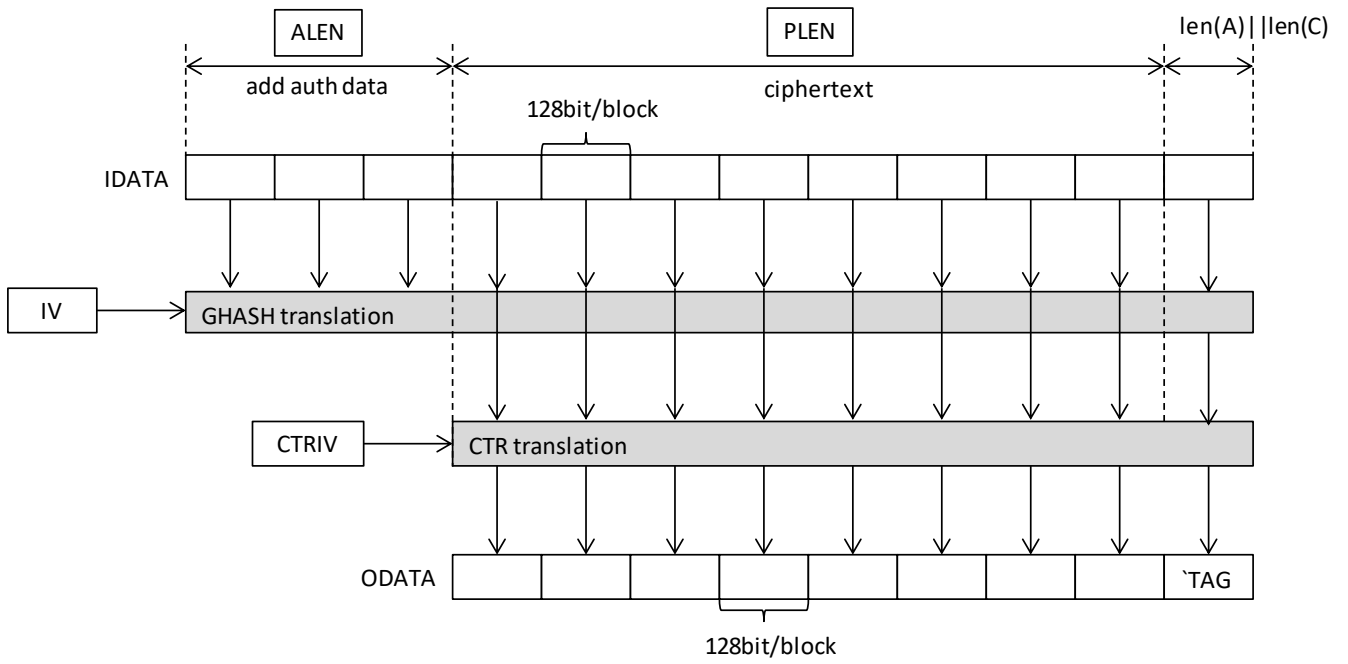 ALEN
PLEN
len(A)||len(C)
add auth data
ciphertext
128bit/block
IDATA
IV
GHASH translation
CTRIV
CTR translation
ODATA
`TAG
128bit/block